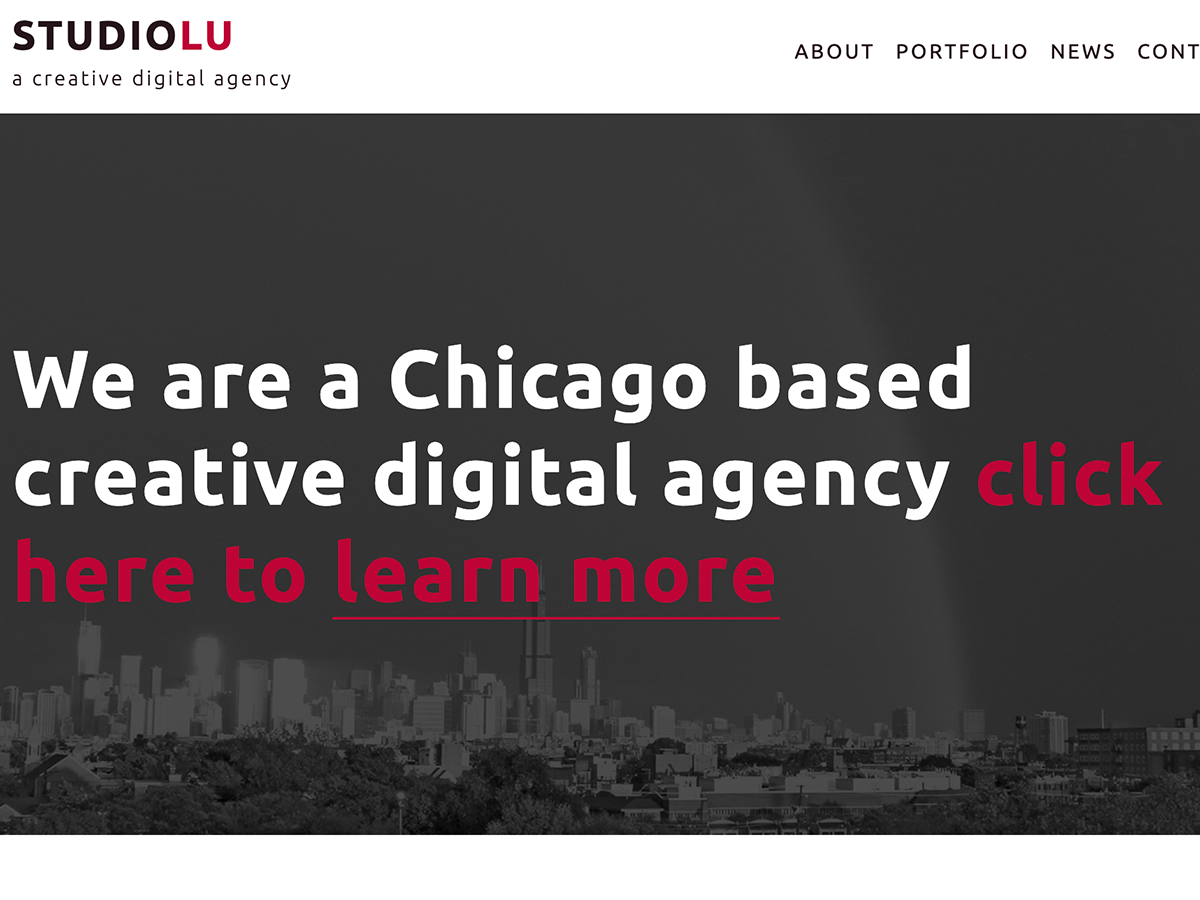 STUDIOLU
a creative digital agency
ABOUT PORTFOLIO NEWS CONT
We are a Chicago based
creative digital agency click
here to learn more